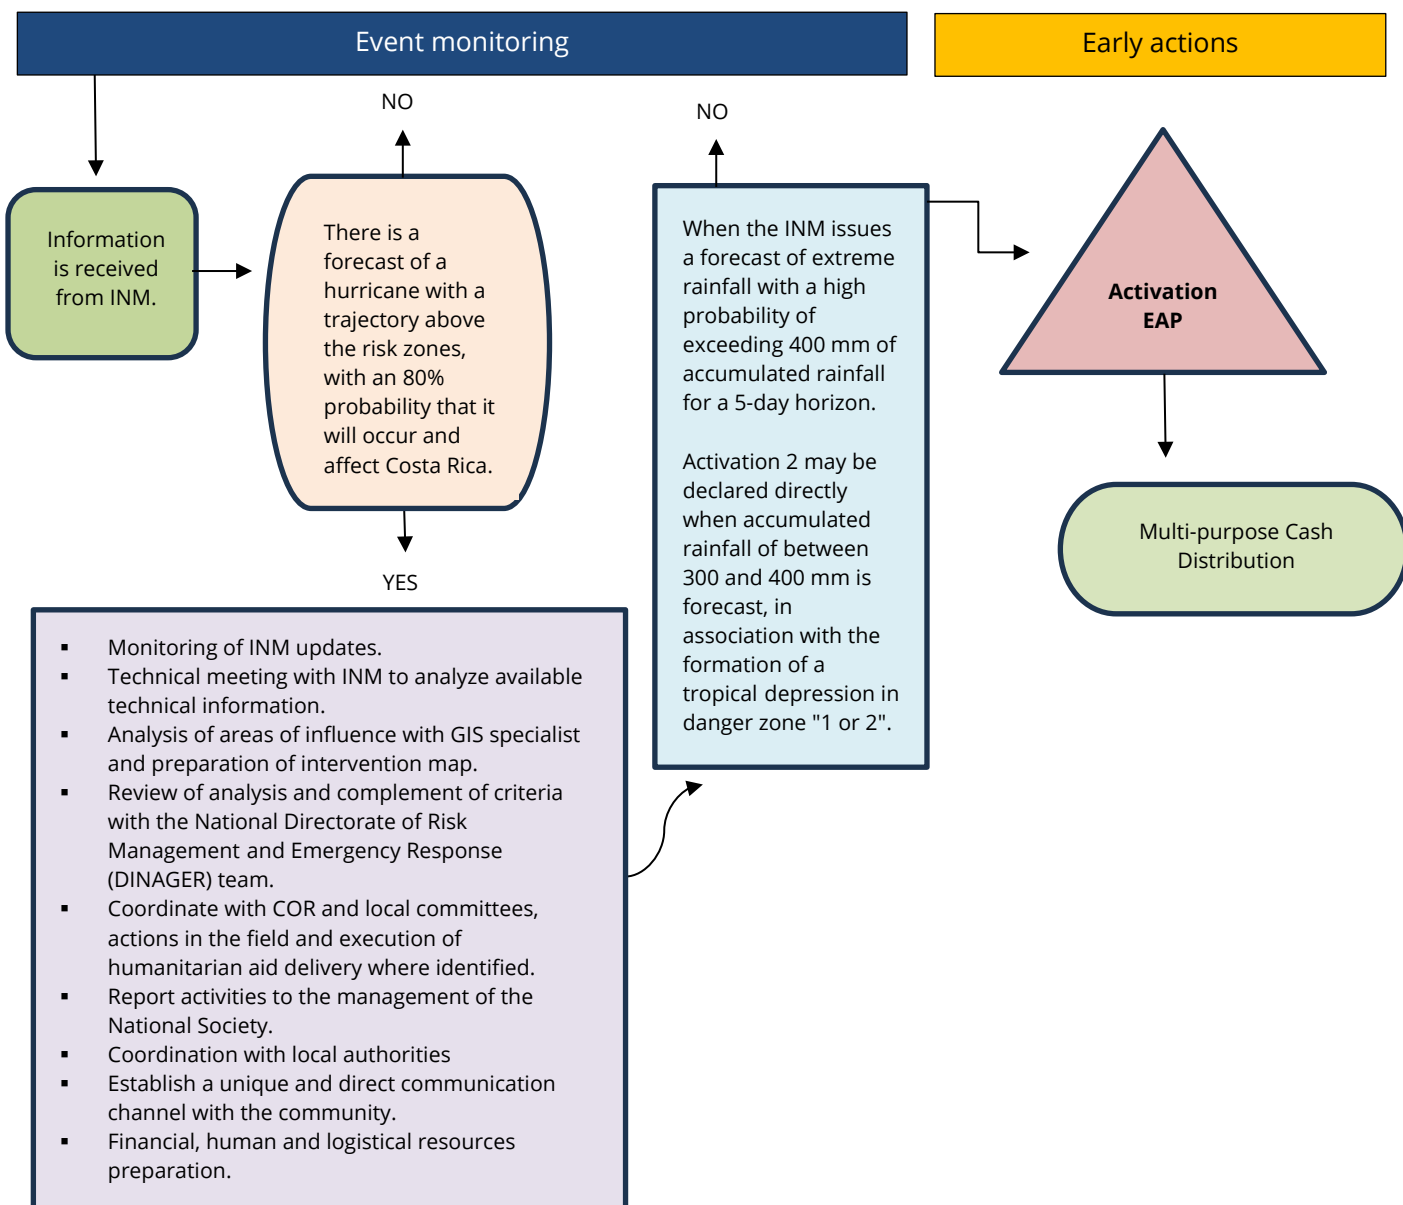 Event monitoring
Early actions
NO
NO
Information
is received
from INM.
There is a
forecast of a
hurricane with a
trajectory above
the risk zones,
with an 80%
probability that it
will occur and
affect Costa Rica.
YES
▪ Monitoring of INM updates.
▪ Technical meeting with INM to analyze available
technical information.
▪ Analysis of areas of influence with GIS specialist
and preparation of intervention map.
▪ Review of analysis and complement of criteria
with the National Directorate of Risk
Management and Emergency Response
(DINAGER) team.
▪ Coordinate with COR and local committees,
actions in the field and execution of
humanitarian aid delivery where identified.
▪ Report activities to the management of the
National Society.
▪ Coordination with local authorities
▪ Establish a unique and direct communication
channel with the community.
▪ Financial, human and logistical resources
preparation.
When the INM issues
a forecast of extreme
rainfall with a high
probability of
exceeding 400 mm of
accumulated rainfall
for a 5-day horizon.
Activation 2 may be
declared directly
when accumulated
rainfall of between
300 and 400 mm is
forecast, in
association with the
formation of a
tropical depression in
danger zone "1 or 2".
Activation
EAP
Multi-purpose Cash
Distribution